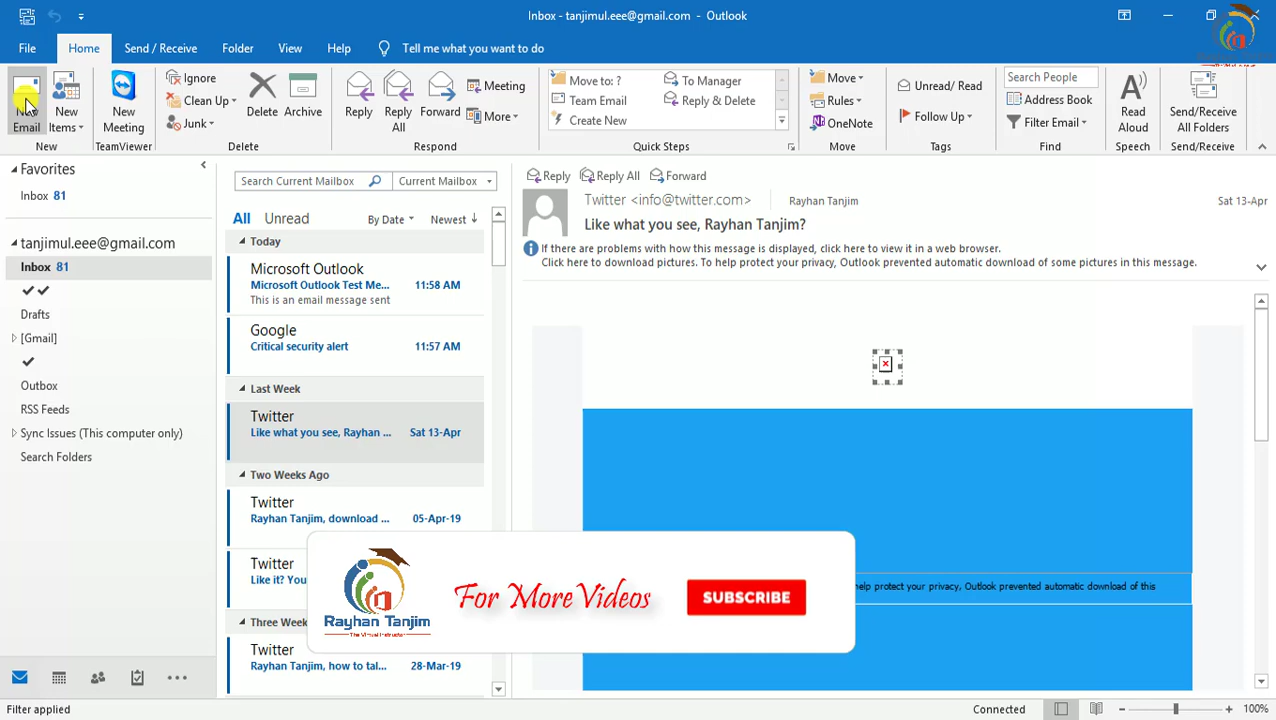 Inbox - tanjimul.eee@gmail.com - Outlook
File Home Send / Receive Folder View Help Tell me what you want to do
New Email
New Items
New
New Meeting
TeamViewer
Ignore
Clean Up
Junk
Delete
Archive
Delete
Reply
Reply All
Forward
Meeting
More
Respond
Move to: ?
Team Email
Create New
To Manager
Reply & Delete
Quick Steps
Move
Rules
OneNote
Move
Unread/ Read
Follow Up
Tags
Search People
Address Book
Filter Email
Find
Read Aloud
Speech
Send/Receive All Folders
Send/Receive
Favorites
Inbox 81
tanjimul.eee@gmail.com
Inbox 81
Drafts
[Gmail]
Outbox
RSS Feeds
Sync Issues (This computer only)
Search Folders
Search Current Mailbox Current Mailbox
All Unread By Date Newest
Today
Microsoft Outlook
Microsoft Outlook Test Me... 11:58 AM
This is an email message sent
Google
Critical security alert 11:57 AM
Last Week
Twitter
Like what you see, Rayhan ... Sat 13-Apr
Two Weeks Ago
Twitter
Rayhan Tanjim, download ... 05-Apr-19
Twitter
Like it? You
Three Week
Twitter
Rayhan Tanjim, how to tal... 28-Mar-19
Reply Reply All Forward
Twitter <info@twitter.com> Rayhan Tanjim Sat 13-Apr
Like what you see, Rayhan Tanjim?
If there are problems with how this message is displayed, click here to view it in a web browser.
Click here to download pictures. To help protect your privacy, Outlook prevented automatic download of some pictures in this message.
help protect your privacy, Outlook prevented automatic download of this
Rayhan Tanjim
The Virtual Instructor
For More Videos
SUBSCRIBE
Filter applied Connected 100%